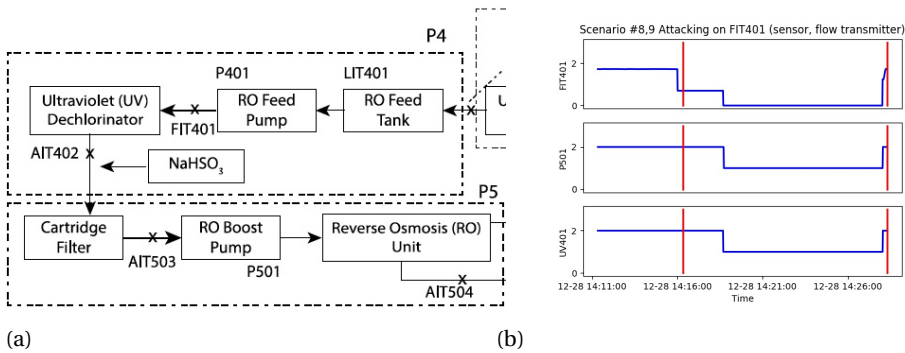 P4
P401
LIT401
Ultraviolet (UV)
Dechlorinator
RO Feed
Pump
RO Feed
Tank
U
FIT401
AIT402
NaHSO3
P5
Cartridge
Filter
RO Boost
Pump
Reverse Osmosis (RO)
Unit
AIT503
P501
AIT504
(a)
Scenario #8,9 Attacking on FIT401 (sensor, flow transmitter)
FIT401
2
0
P501
2
0
UV401
2
0
12-28 14:11:00 12-28 14:16:00 12-28 14:21:00 12-28 14:26:00
Time
(b)